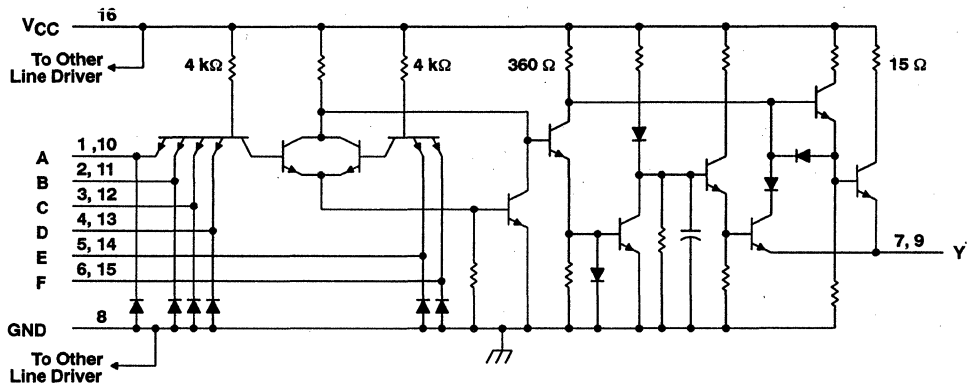 16
VCC
To Other
Line Driver
4 kΩ
4 kΩ
360 Ω
15 Ω
A
1 ,10
B
2, 11
C
3, 12
D
4, 13
E
5, 14
F
6, 15
7, 9
Y
GND
8
To Other
Line Driver